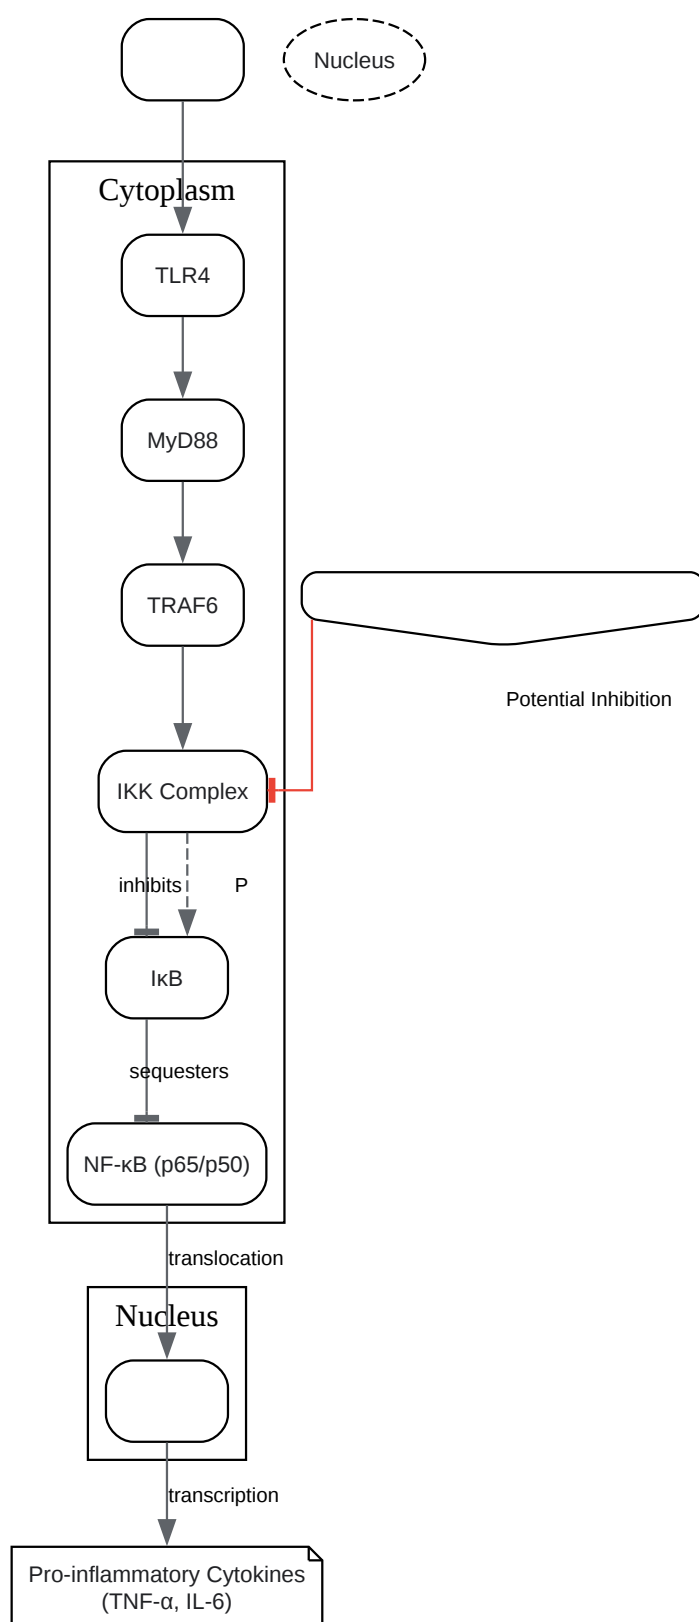 Nucleus
Cytoplasm
TLR4
MyD88
TRAF6
Potential Inhibition
IKK Complex
inhibits
P
IκB
sequesters
NF-κB (p65/p50)
translocation
Nucleus
transcription
Pro-inflammatory Cytokines
(TNF-α, IL-6)